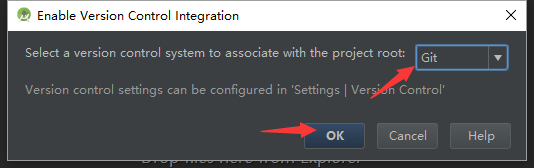 Enable Version Control Integration
Select a version control system to associate with the project root: Git
Version control settings can be configured in 'Settings | Version Control'
OK Cancel Help
Drop files here from Explorer